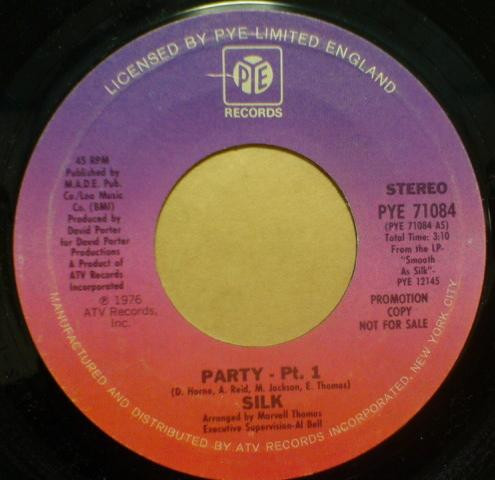 LICENSED BY PYE LIMITED ENGLAND
PYE
RECORDS
45 RPM
Published by
M.A.D.E. Pub.
Co./Lea Music
Co. (BMI)
Produced by
David Porter
for David Porter
Productions
A Product of
ATV Records
Incorporated
℗ 1976
ATV Records,
Inc.
STEREO
PYE 71084
(PYE 71084 AS)
Total Time: 3:10
From the LP-
"Smooth
As Silk"-
PYE 12145
PROMOTION
COPY
NOT FOR SALE
PARTY - Pt. 1
(D. Horne, A. Reid, M. Jackson, E. Thomas)
SILK
Arranged by Marvell Thomas
Executive Supervision-Al Bell
MANUFACTURED AND DISTRIBUTED BY ATV RECORDS INCORPORATED, NEW YORK CITY